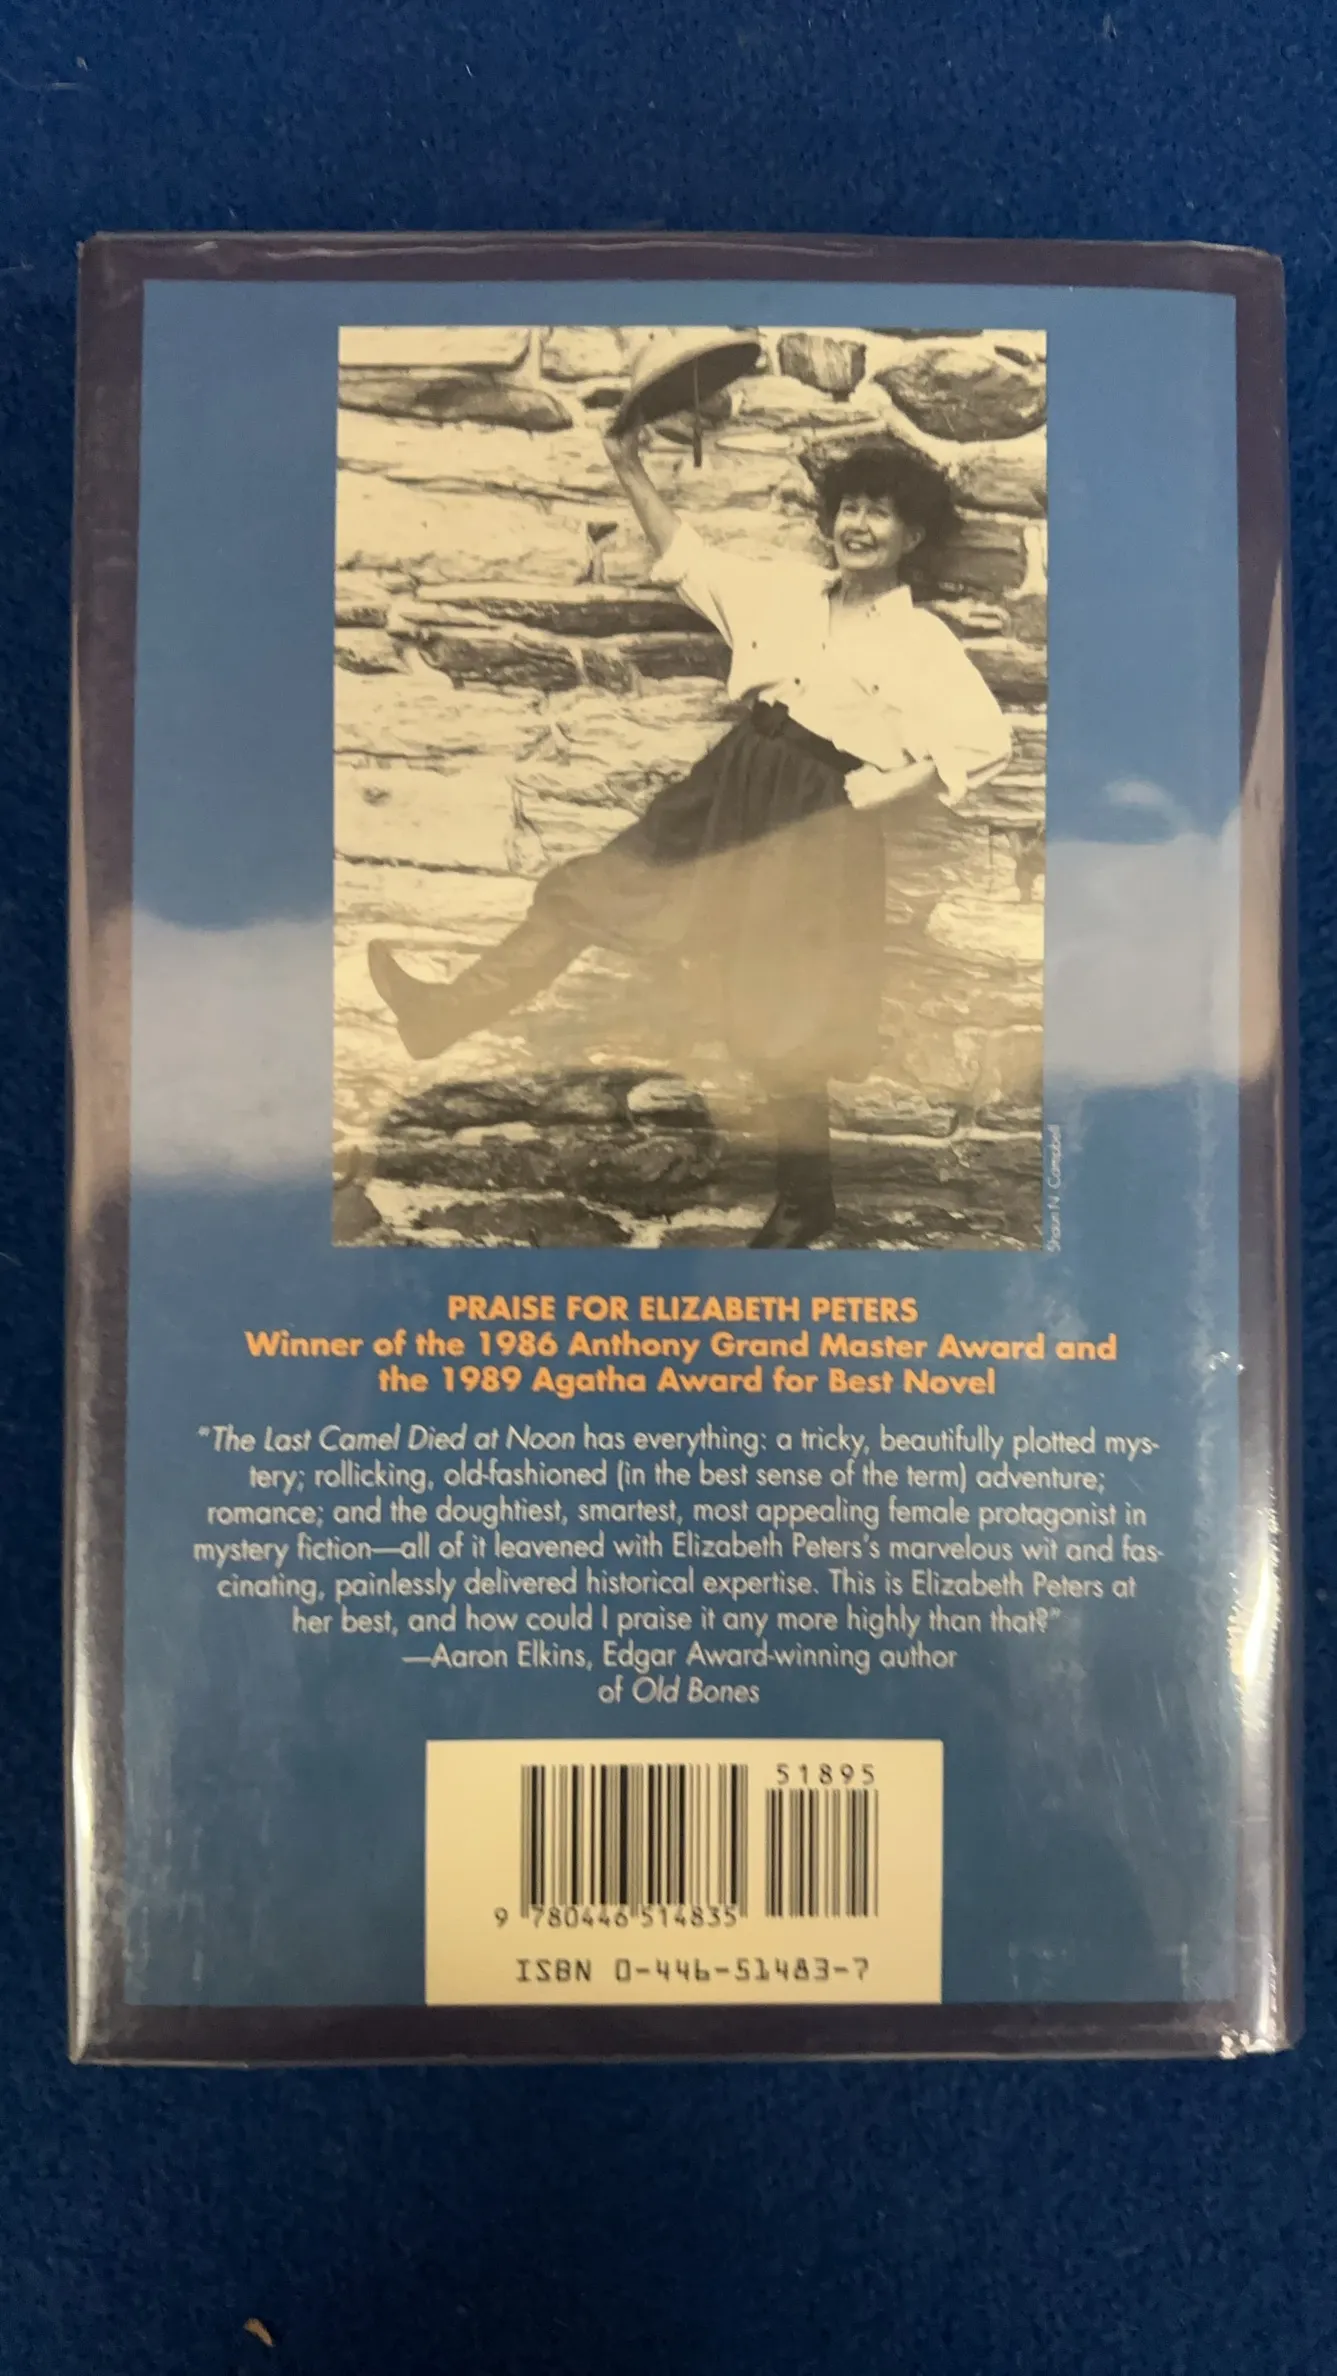 Shaun N. Campbell
PRAISE FOR ELIZABETH PETERS
Winner of the 1986 Anthony Grand Master Award and
the 1989 Agatha Award for Best Novel
"The Last Camel Died at Noon has everything: a tricky, beautifully plotted mys-
tery; rollicking, old-fashioned (in the best sense of the term) adventure;
romance; and the doughtiest, smartest, most appealing female protagonist in
mystery fiction—all of it leavened with Elizabeth Peters's marvelous wit and fas-
cinating, painlessly delivered historical expertise. This is Elizabeth Peters at
her best, and how could I praise it any more highly than that?"
—Aaron Elkins, Edgar Award-winning author
of Old Bones
51895
9 780446 514835
ISBN 0-446-51483-7